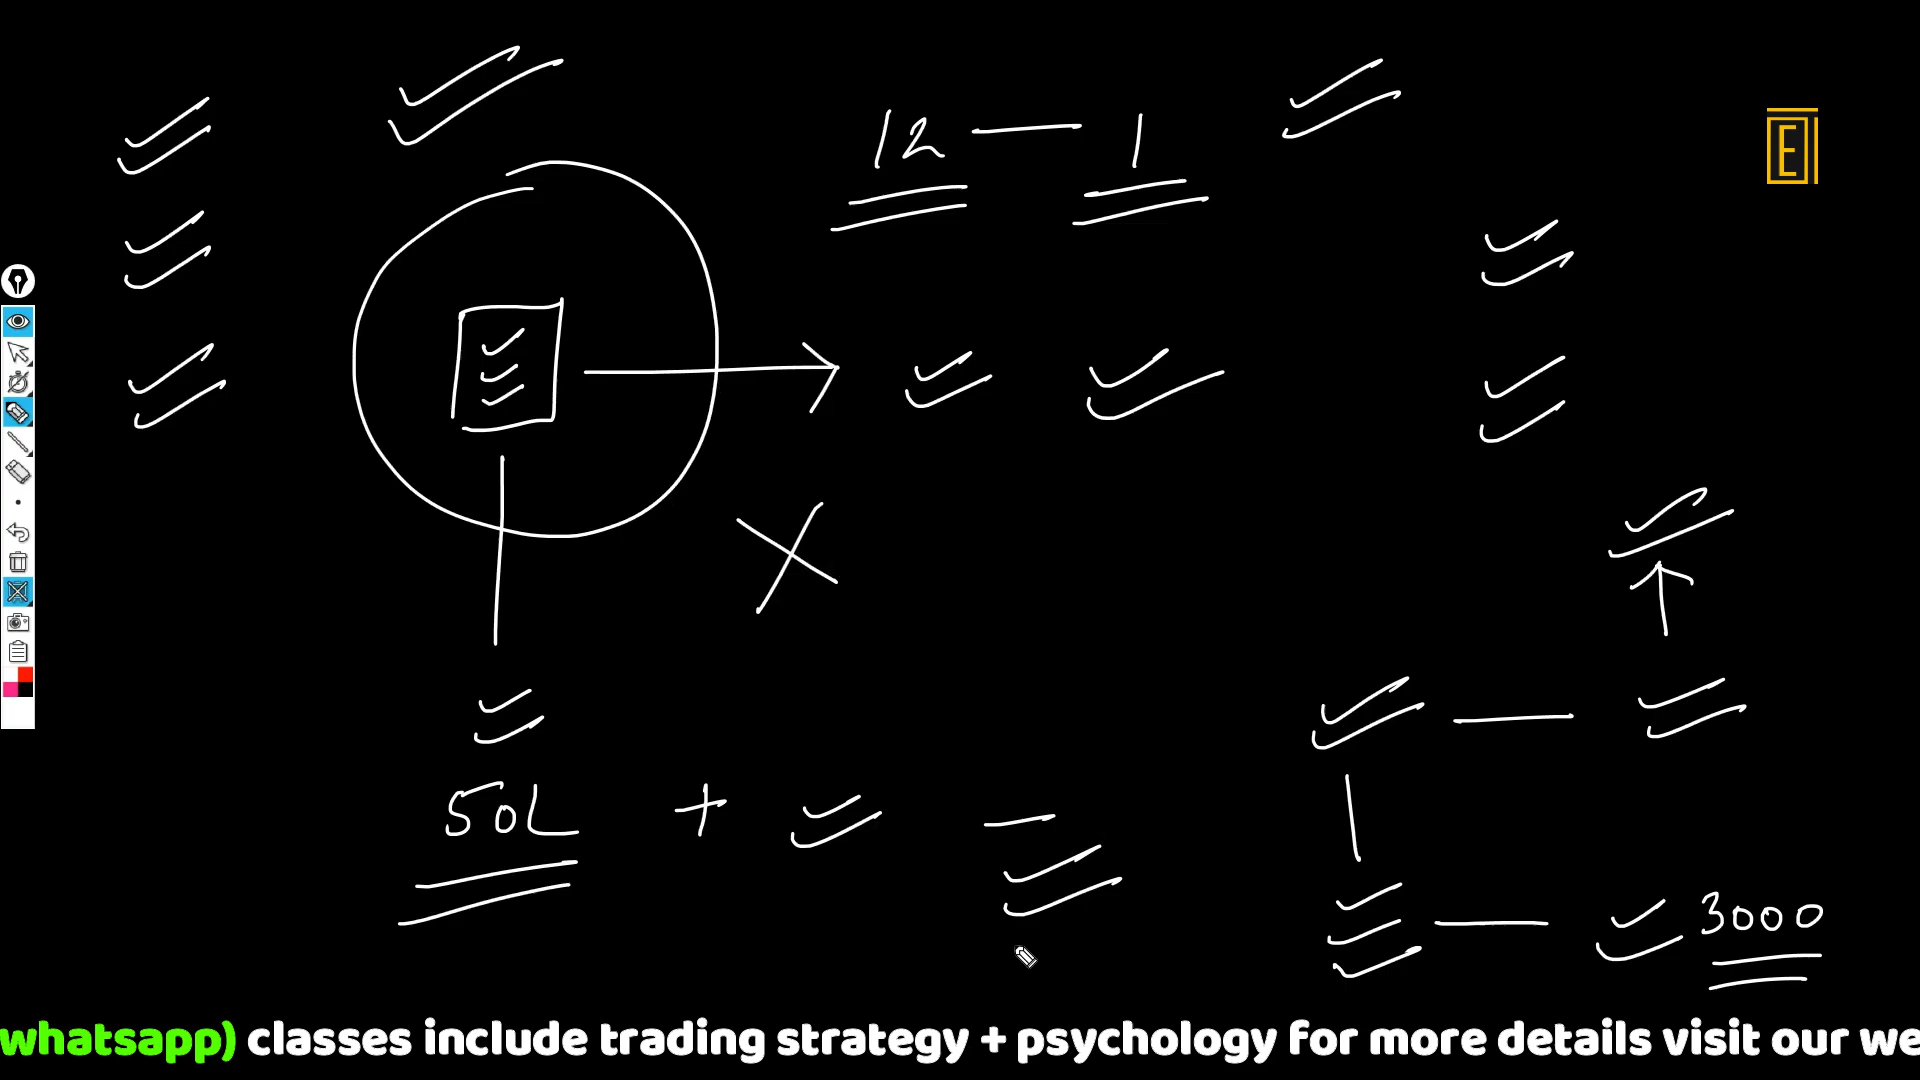 12 — 1
E
50L +
3000
whatsapp) classes include trading strategy + psychology for more details visit our we